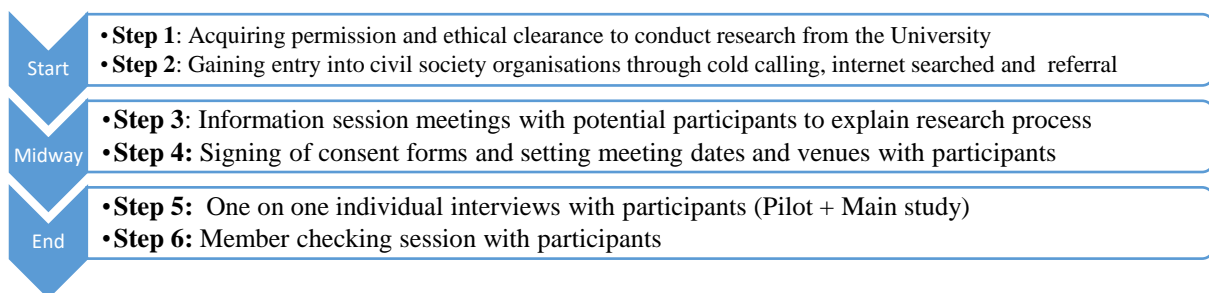 Start
• Step 1: Acquiring permission and ethical clearance to conduct research from the University
• Step 2: Gaining entry into civil society organisations through cold calling, internet searched and referral
Midway
• Step 3: Information session meetings with potential participants to explain research process
• Step 4: Signing of consent forms and setting meeting dates and venues with participants
End
• Step 5: One on one individual interviews with participants (Pilot + Main study)
• Step 6: Member checking session with participants